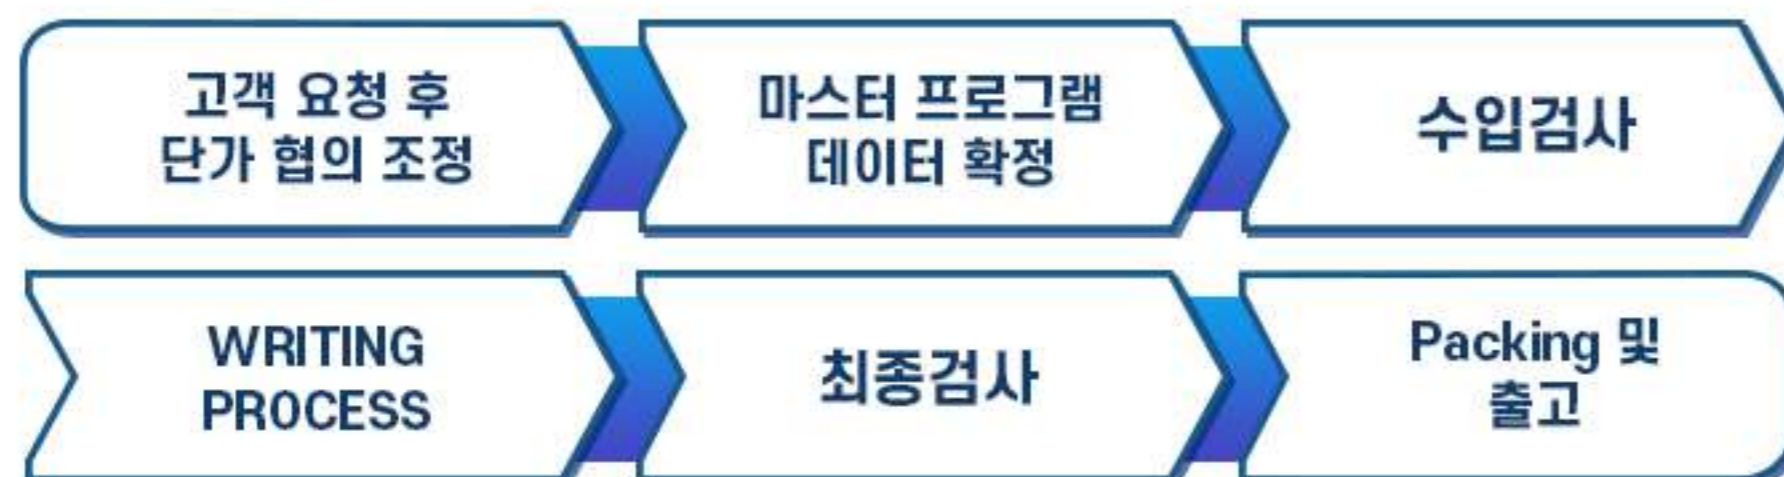 고객 요청 후
단가 협의 조정
마스터 프로그램
데이터 확정
수입검사
WRITING
PROCESS
최종검사
Packing 및
출고